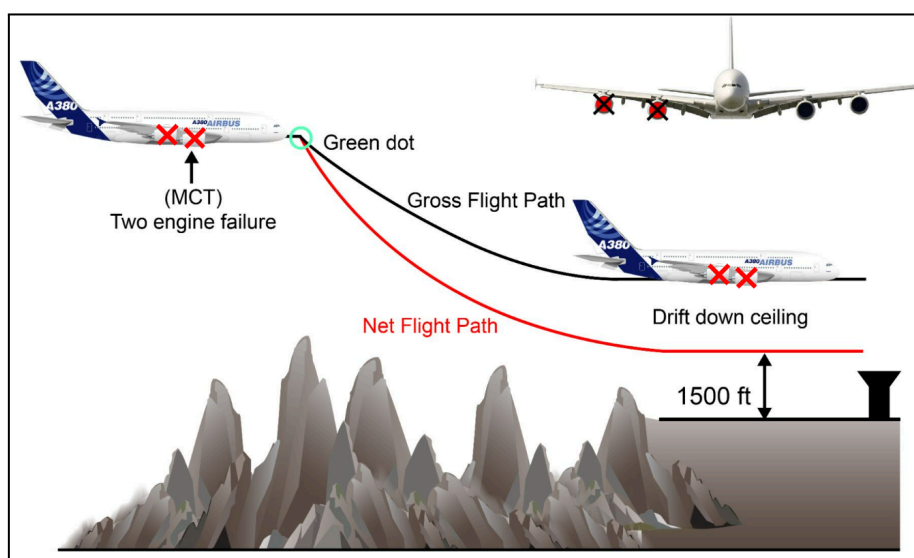 A380
A380 AIRBUS
Green dot
(MCT)
Two engine failure
Gross Flight Path
A380
A380 AIRBUS
Net Flight Path
Drift down ceiling
1500 ft